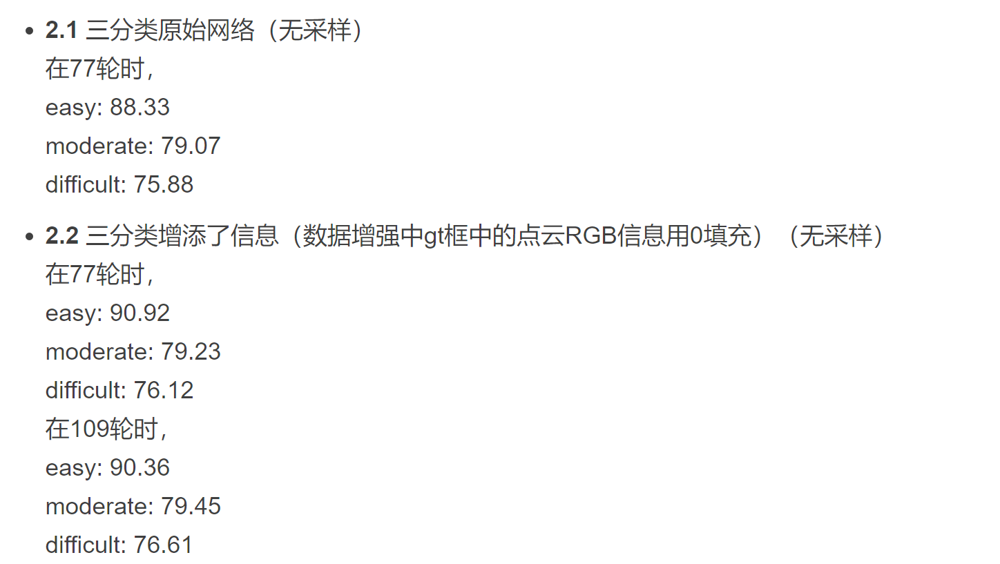 2.1 三分类原始网络（无采样）
在77轮时，
easy: 88.33
moderate: 79.07
difficult: 75.88
2.2 三分类增添了信息（数据增强中gt框中的点云RGB信息用0填充）（无采样）
在77轮时，
easy: 90.92
moderate: 79.23
difficult: 76.12
在109轮时，
easy: 90.36
moderate: 79.45
difficult: 76.61